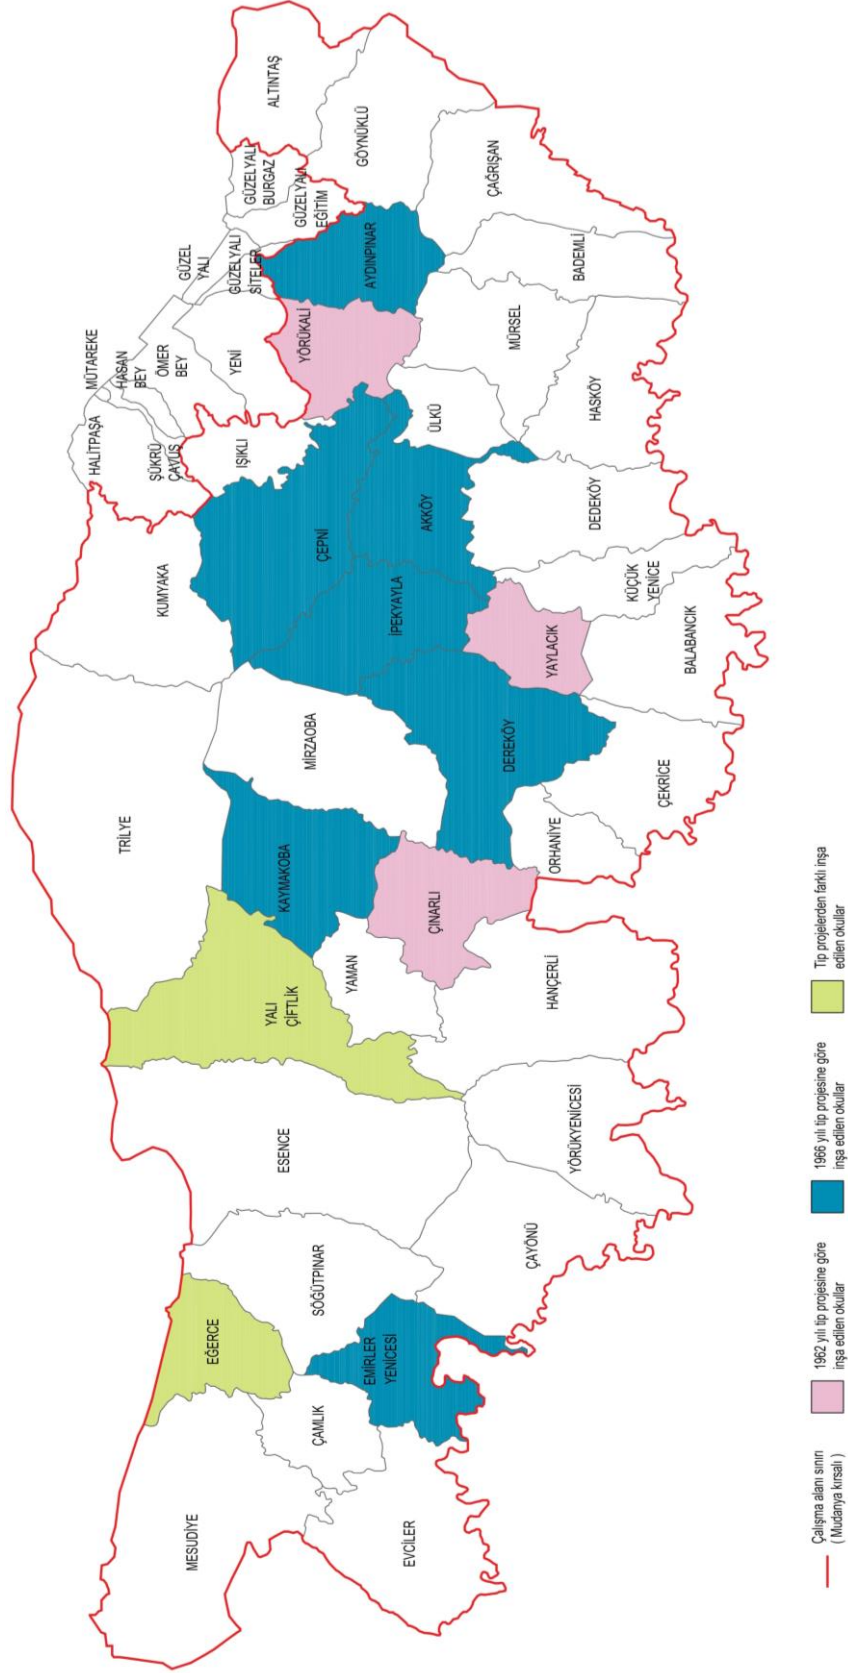 MESUDİYE
EVCİLER
ÇAMLIK
EĞERCE
EMİRLER
YENİCESİ
SÖĞÜTPINAR
ÇAYÖNÜ
ESENCE
YÖRÜKYENİCESİ
YALI
ÇİFTLİK
YAMAN
HANÇERLİ
ÇINARLI
KAYMAKOBA
TRİLYE
ORHANİYE
ÇEKRİCE
DEREKÖY
MİRZAOBA
YAYLACIK
BALABANCIK
İPEKYAYLA
KÜÇÜK
YENİCE
KUMYAKA
ÇEPNİ
AKKÖY
DEDEKÖY
HALİTPAŞA
ŞÜKRÜ
ÇAVUŞ
IŞIKLI
ÜLKÜ
HASKÖY
MÜTAREKE
HASAN
BEY
ÖMER
BEY
YENİ
YÖRÜKALİ
MÜRSEL
GÜZEL
YALI
GÜZELYALI
SİTELER
AYDINPINAR
BADEMLİ
GÜZELYALI
BURGAZ
GÜZELYALI
EĞİTİM
GÖYNÜKLÜ
ÇAĞRIŞAN
ALTINTAŞ
Çalışma alanı sınırı
( Mudanya kırsalı )
1962 yılı tip projesine göre
inşa edilen okullar
1966 yılı tip projesine göre
inşa edilen okullar
Tip projelerden farklı inşa
edilen okullar